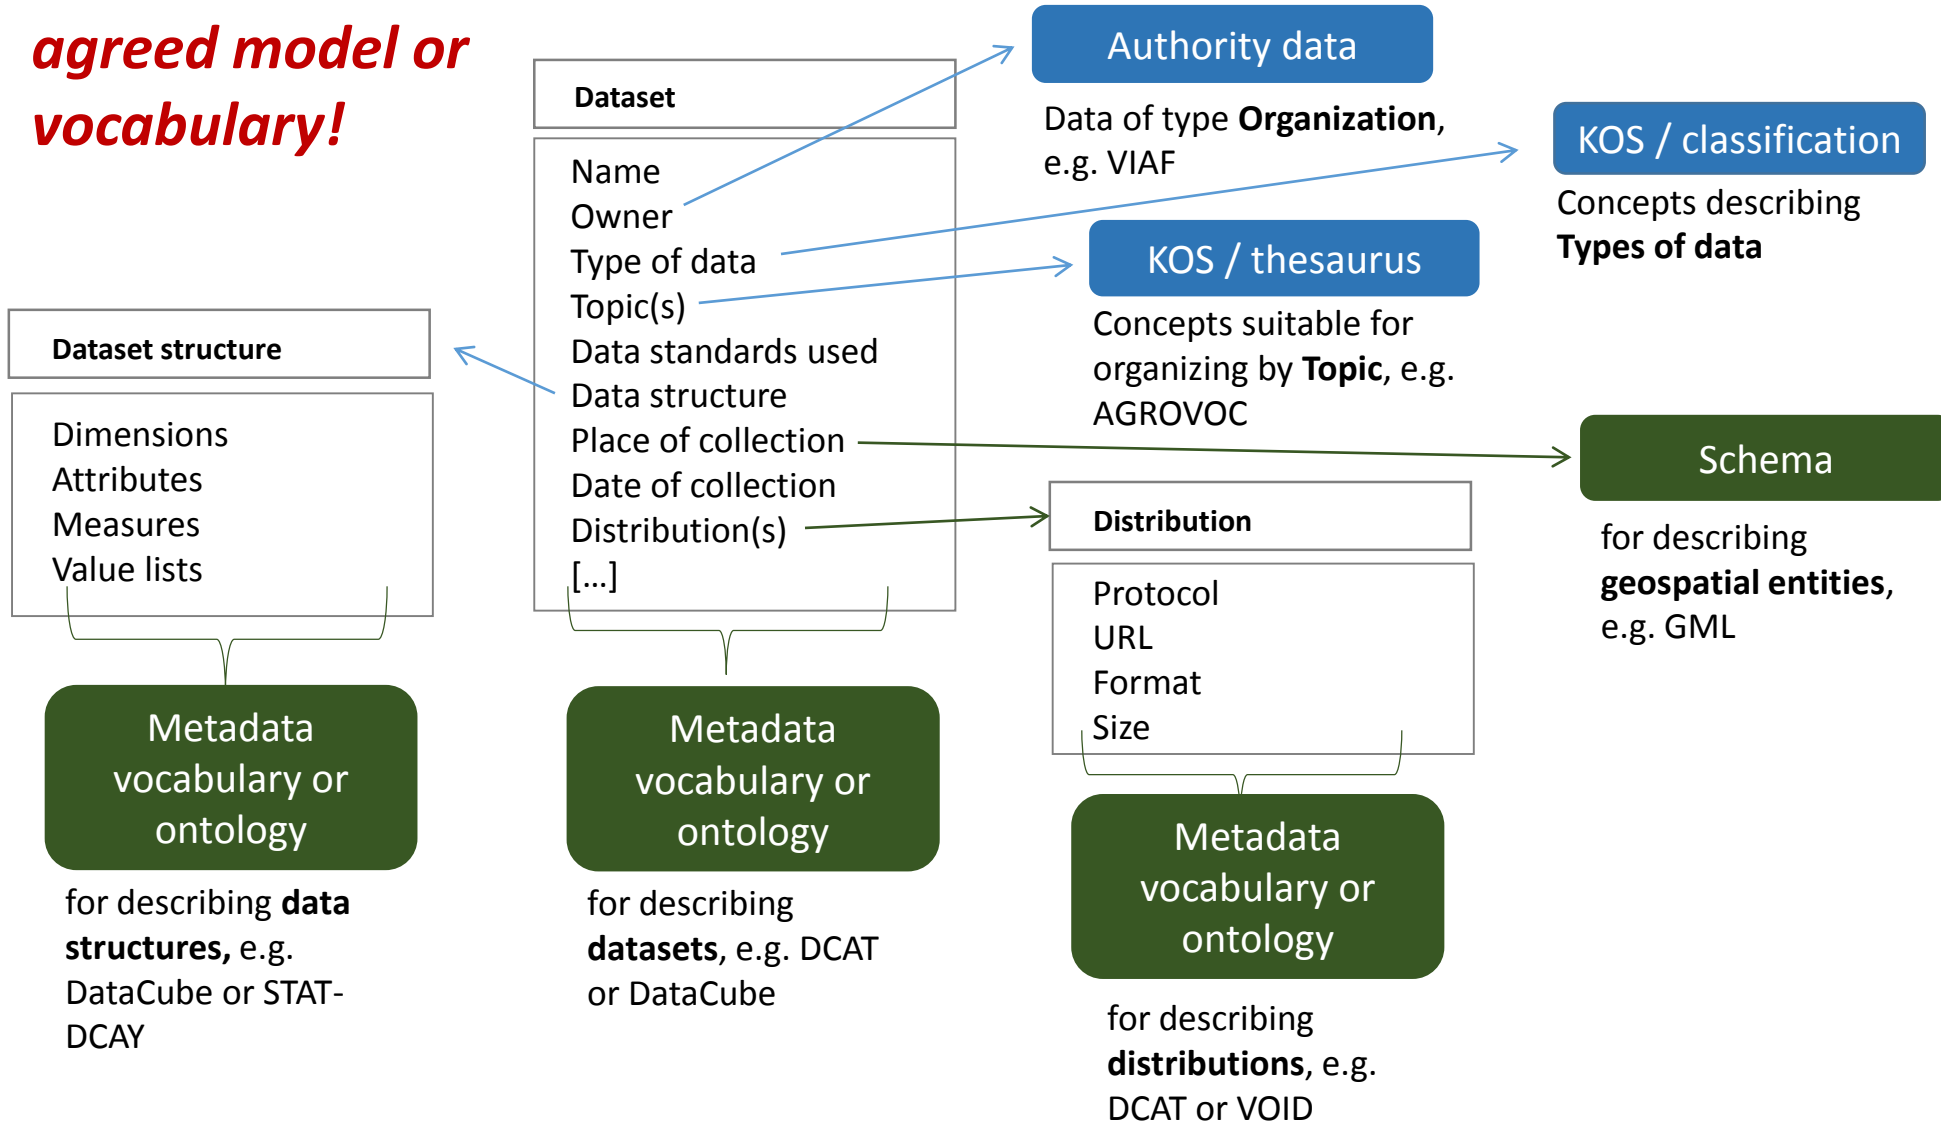 agreed model or
vocabulary!
Dataset
Name
Owner
Type of data
Topic(s)
Data standards used
Data structure
Place of collection
Date of collection
Distribution(s)
[...]
Authority data
Data of type Organization,
e.g. VIAF
KOS / classification
Concepts describing
Types of data
KOS / thesaurus
Concepts suitable for
organizing by Topic, e.g.
AGROVOC
Dataset structure
Dimensions
Attributes
Measures
Value lists
Schema
for describing
geospatial entities,
e.g. GML
Distribution
Protocol
URL
Format
Size
Metadata
vocabulary or
ontology
for describing data
structures, e.g.
DataCube or STAT-
DCAY
Metadata
vocabulary or
ontology
for describing
datasets, e.g. DCAT
or DataCube
Metadata
vocabulary or
ontology
for describing
distributions, e.g.
DCAT or VOID